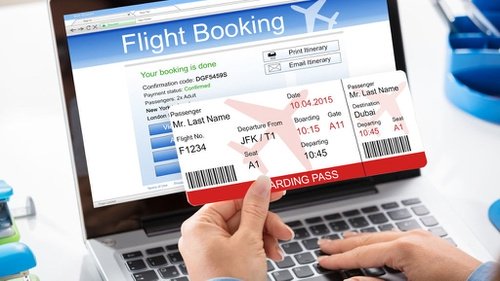 Flight Booking
Your booking is done
Print Itinerary
Email Itinerary
Confirmation code: DGF5459S
Payment status: Confirmed
Passengers: 2x Adult
New York
London
Passenger
Mr. Last Name
Flight No.
F1234
Date
10.04.2015
Departure From
JFK / T1
Boarding
10:15
Gate
A11
Seat
A1
Departing
10:45
BOARDING PASS
Passenger
Mr. Last Name
Destination
Dubai
Departing
10:45
Seat
A1